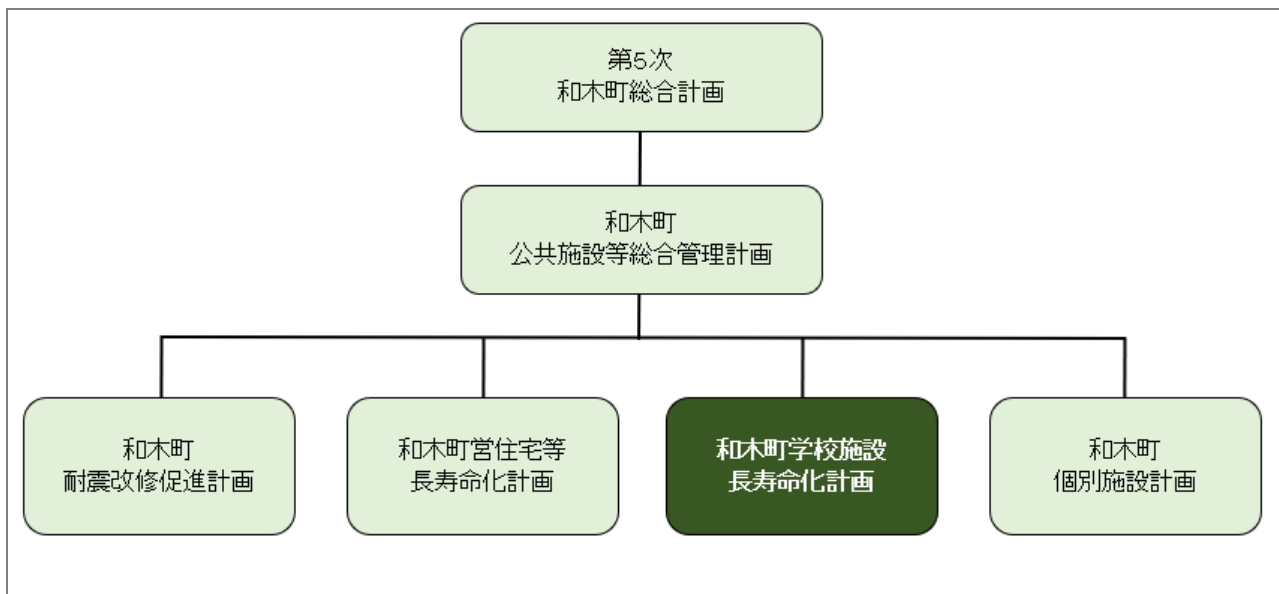 第5次
和木町総合計画
和木町
公共施設等総合管理計画
和木町
耐震改修促進計画
和木町営住宅等
長寿命化計画
和木町学校施設
長寿命化計画
和木町
個別施設計画